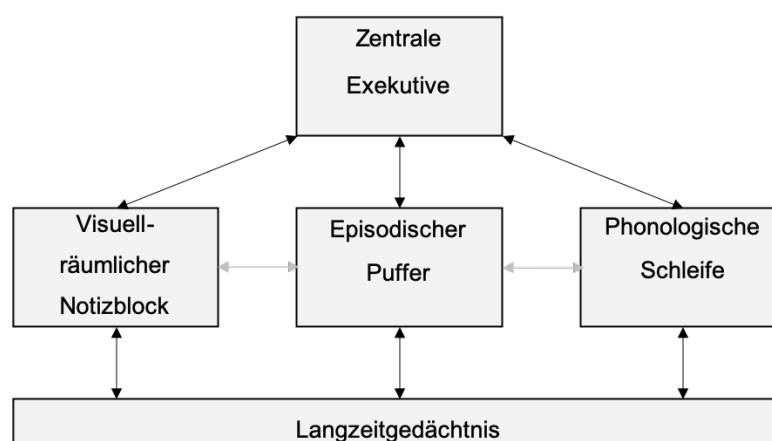 Zentrale
Exekutive
Visuell-
räumlicher
Notizblock
Episodischer
Puffer
Phonologische
Schleife
Langzeitgedächtnis